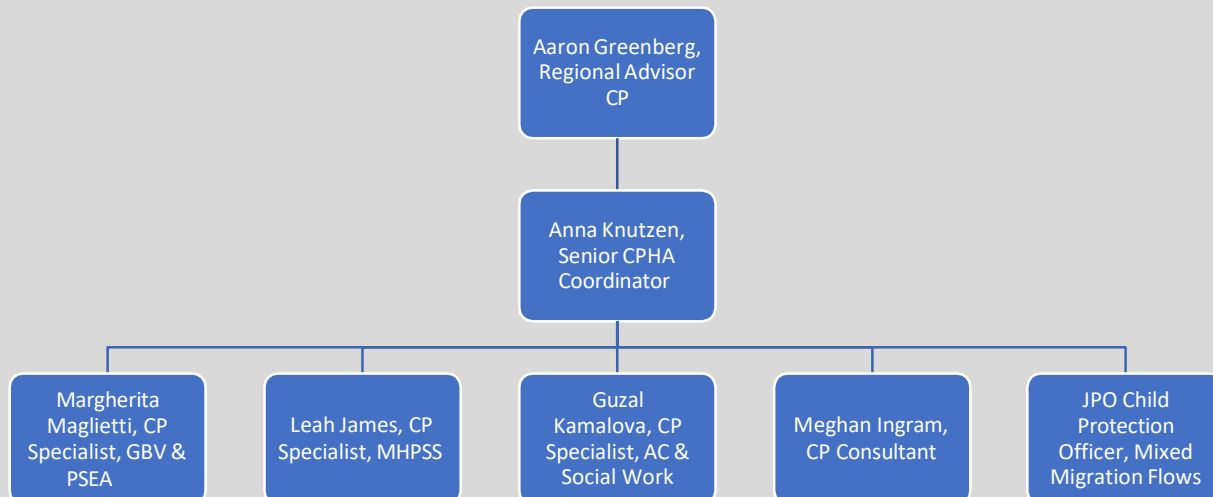 Aaron Greenberg,
Regional Advisor
CP
Anna Knutzen,
Senior CPHA
Coordinator
Margherita
Maglietti, CP
Specialist, GBV &
PSEA
Leah James, CP
Specialist, MHPSS
Guzal
Kamalova, CP
Specialist, AC &
Social Work
Meghan Ingram,
CP Consultant
JPO Child
Protection
Officer, Mixed
Migration Flows